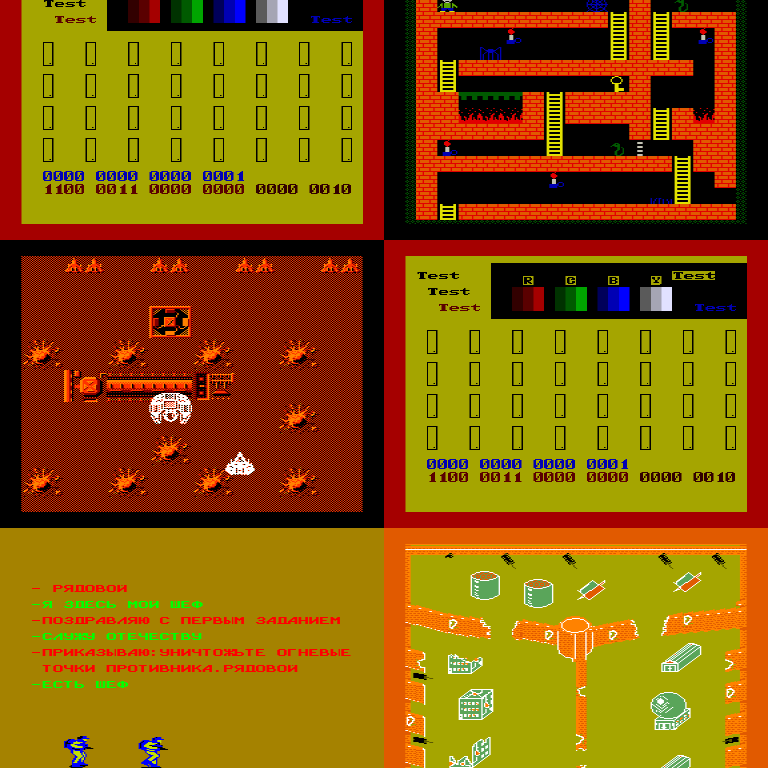 Test
Test
Test
0000 0000 0000 0001
1100 0011 0000 0000 0000 0010
Test R G B Y Test
Test
Test
Test
0000 0000 0000 0001
1100 0011 0000 0000 0000 0010
- РЯДОВОЙ
-Я ЗДЕСЬ МОЙ ШЕФ
-ПОЗДРАВЛЯЮ С ПЕРВЫМ ЗАДАНИЕМ
-СЛУЖУ ОТЕЧЕСТВУ
-ПРИКАЗЫВАЮ:УНИЧТОЖЬТЕ ОГНЕВЫЕ
ТОЧКИ ПРОТИВНИКА.РЯДОВОЙ
-ЕСТЬ ШЕФ